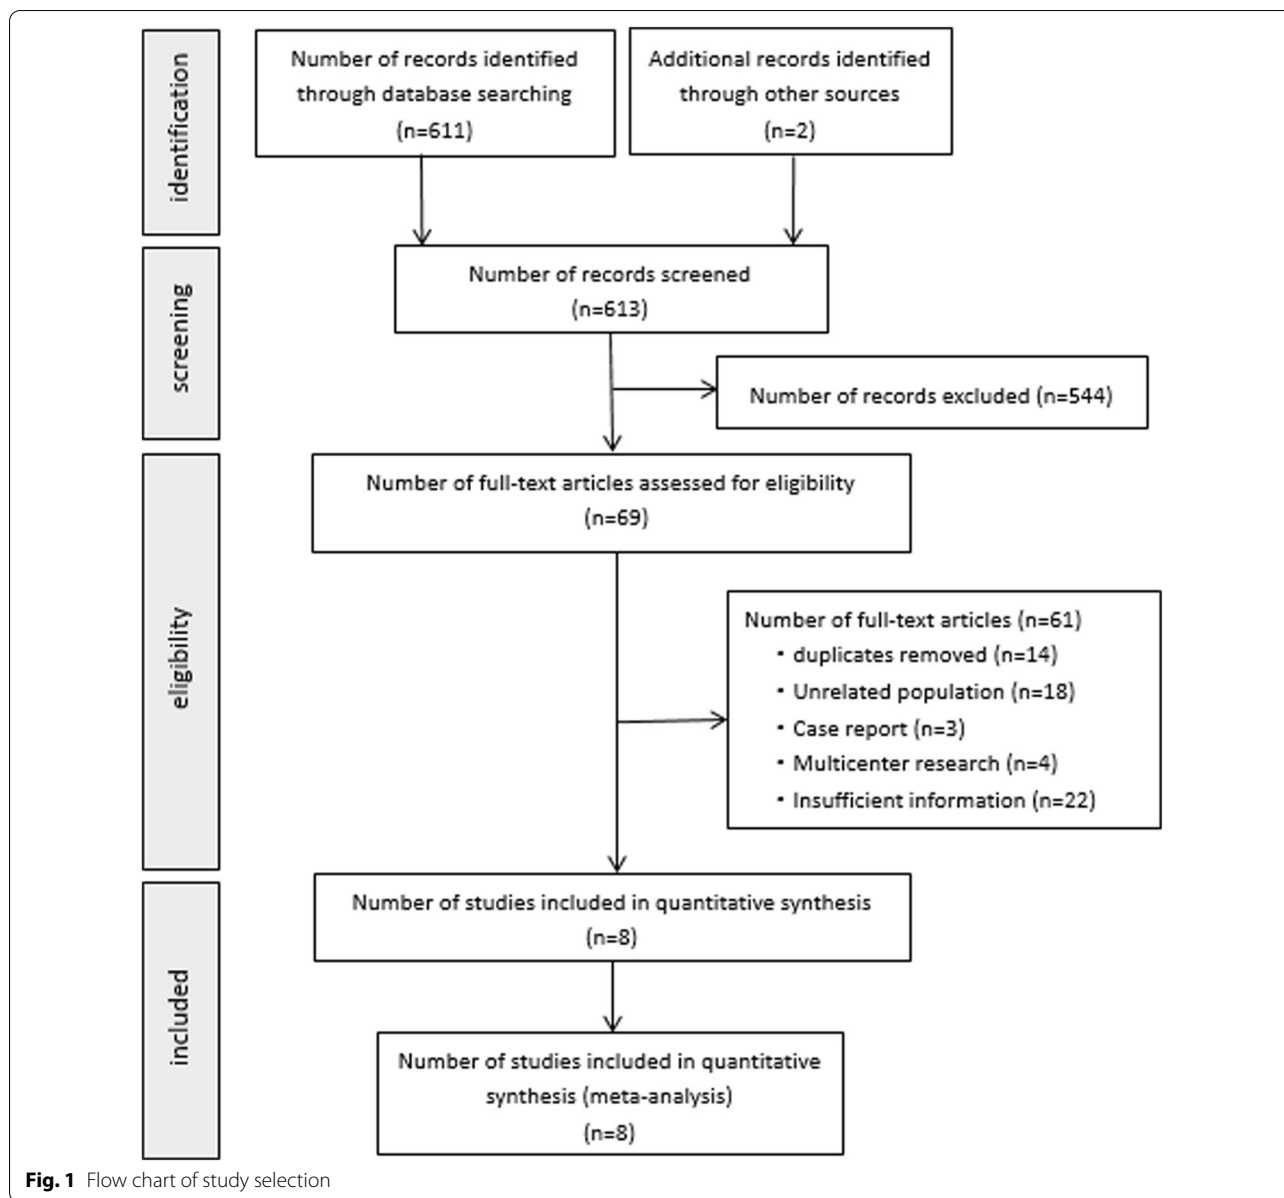 identification
Number of records identified
through database searching
(n=611)
Additional records identified
through other sources
(n=2)
screening
Number of records screened
(n=613)
Number of records excluded (n=544)
eligibility
Number of full-text articles assessed for eligibility
(n=69)
Number of full-text articles (n=61)
• duplicates removed (n=14)
• Unrelated population (n=18)
• Case report (n=3)
• Multicenter research (n=4)
• Insufficient information (n=22)
included
Number of studies included in quantitative synthesis
(n=8)
Number of studies included in quantitative
synthesis (meta-analysis)
(n=8)
Fig. 1 Flow chart of study selection